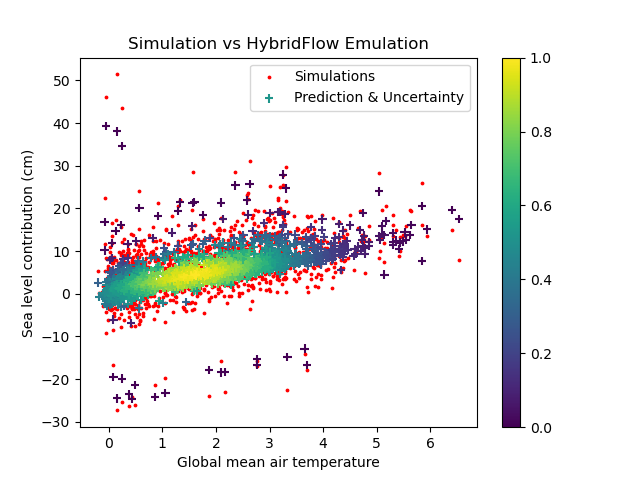 Simulation vs HybridFlow Emulation
Simulations
Prediction & Uncertainty
Sea level contribution (cm)
50
40
30
20
10
0
−10
−20
−30
0 1 2 3 4 5 6
Global mean air temperature
1.0
0.8
0.6
0.4
0.2
0.0